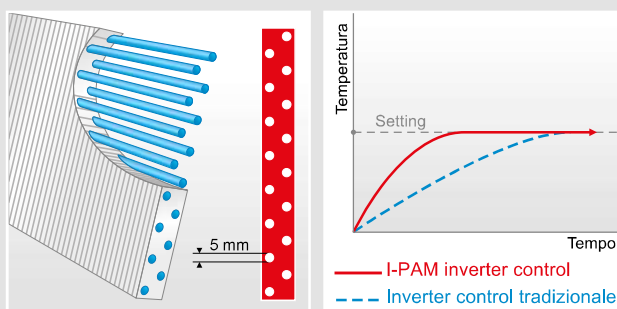 5 mm
Temperatura
Setting
Tempo
I-PAM inverter control
Inverter control tradizionale